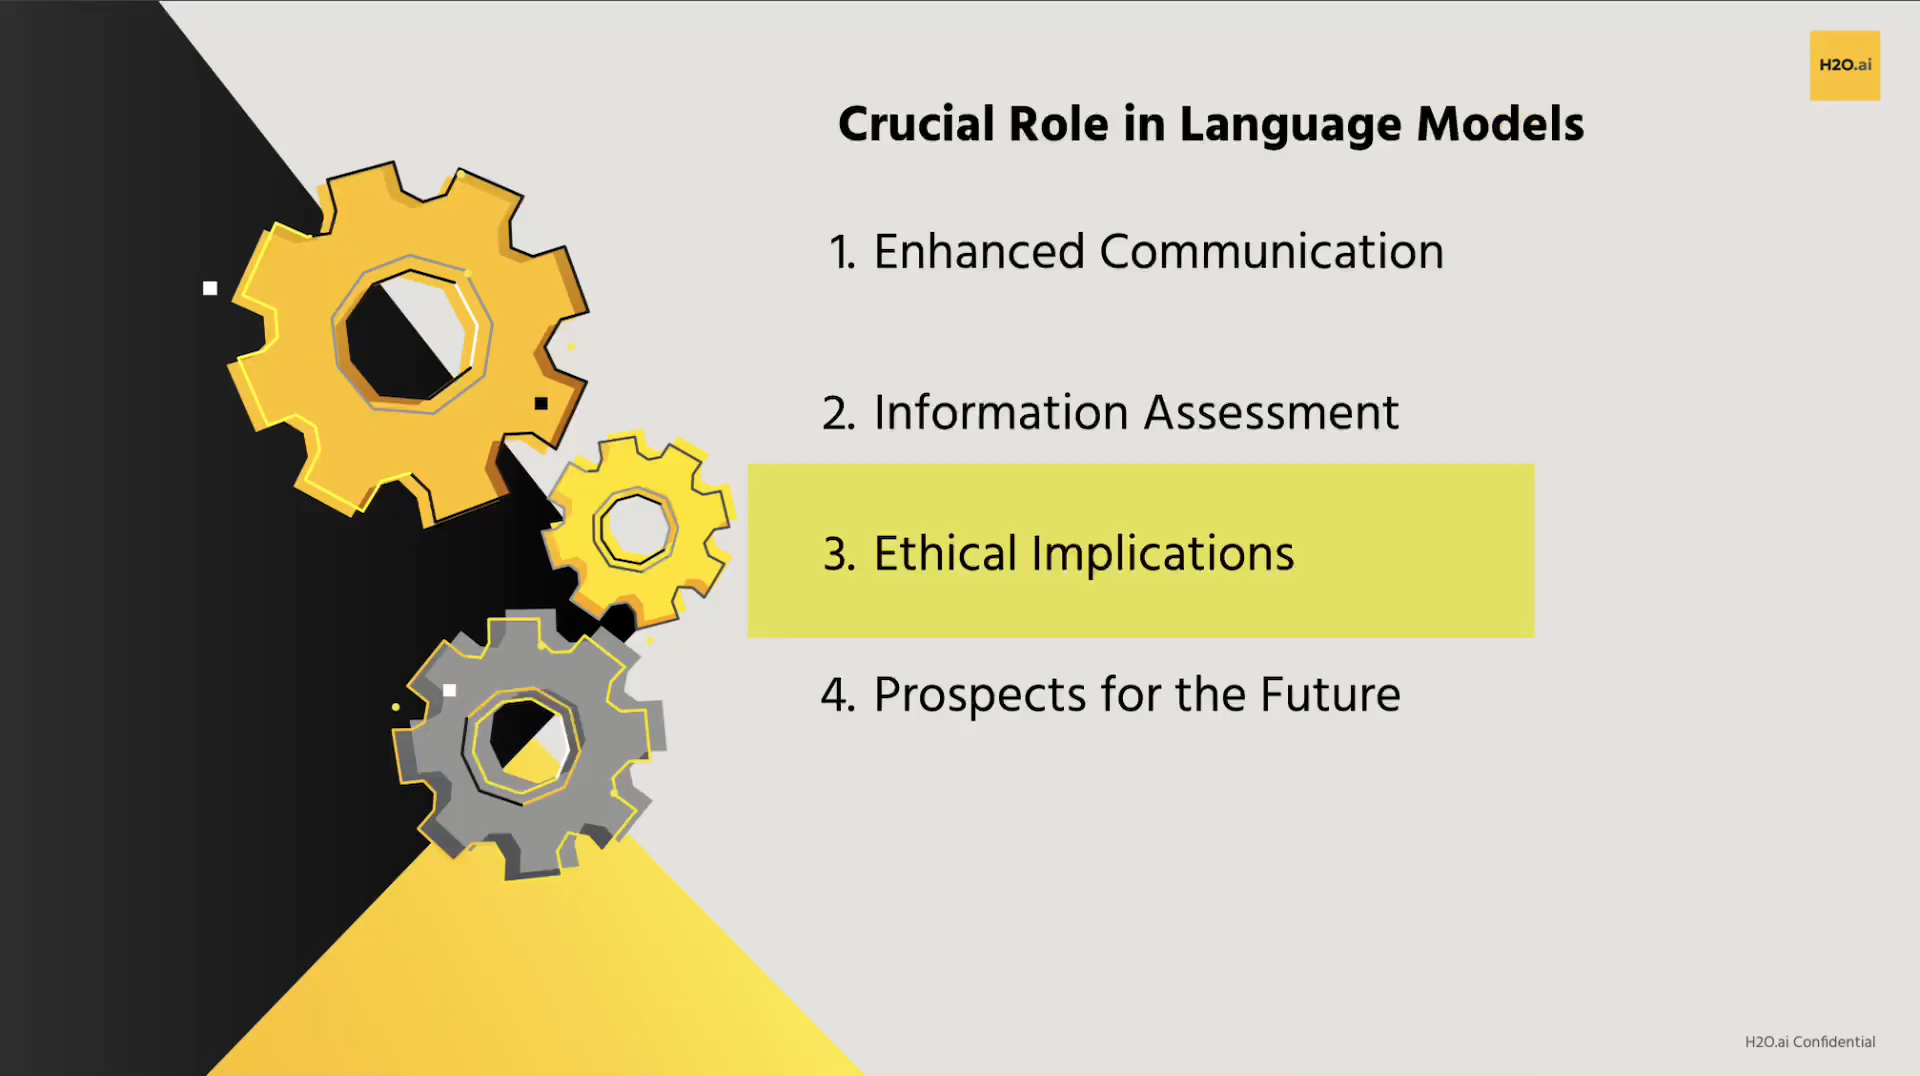 H2O.ai
Crucial Role in Language Models
1. Enhanced Communication
2. Information Assessment
3. Ethical Implications
4. Prospects for the Future
H2O.ai Confidential